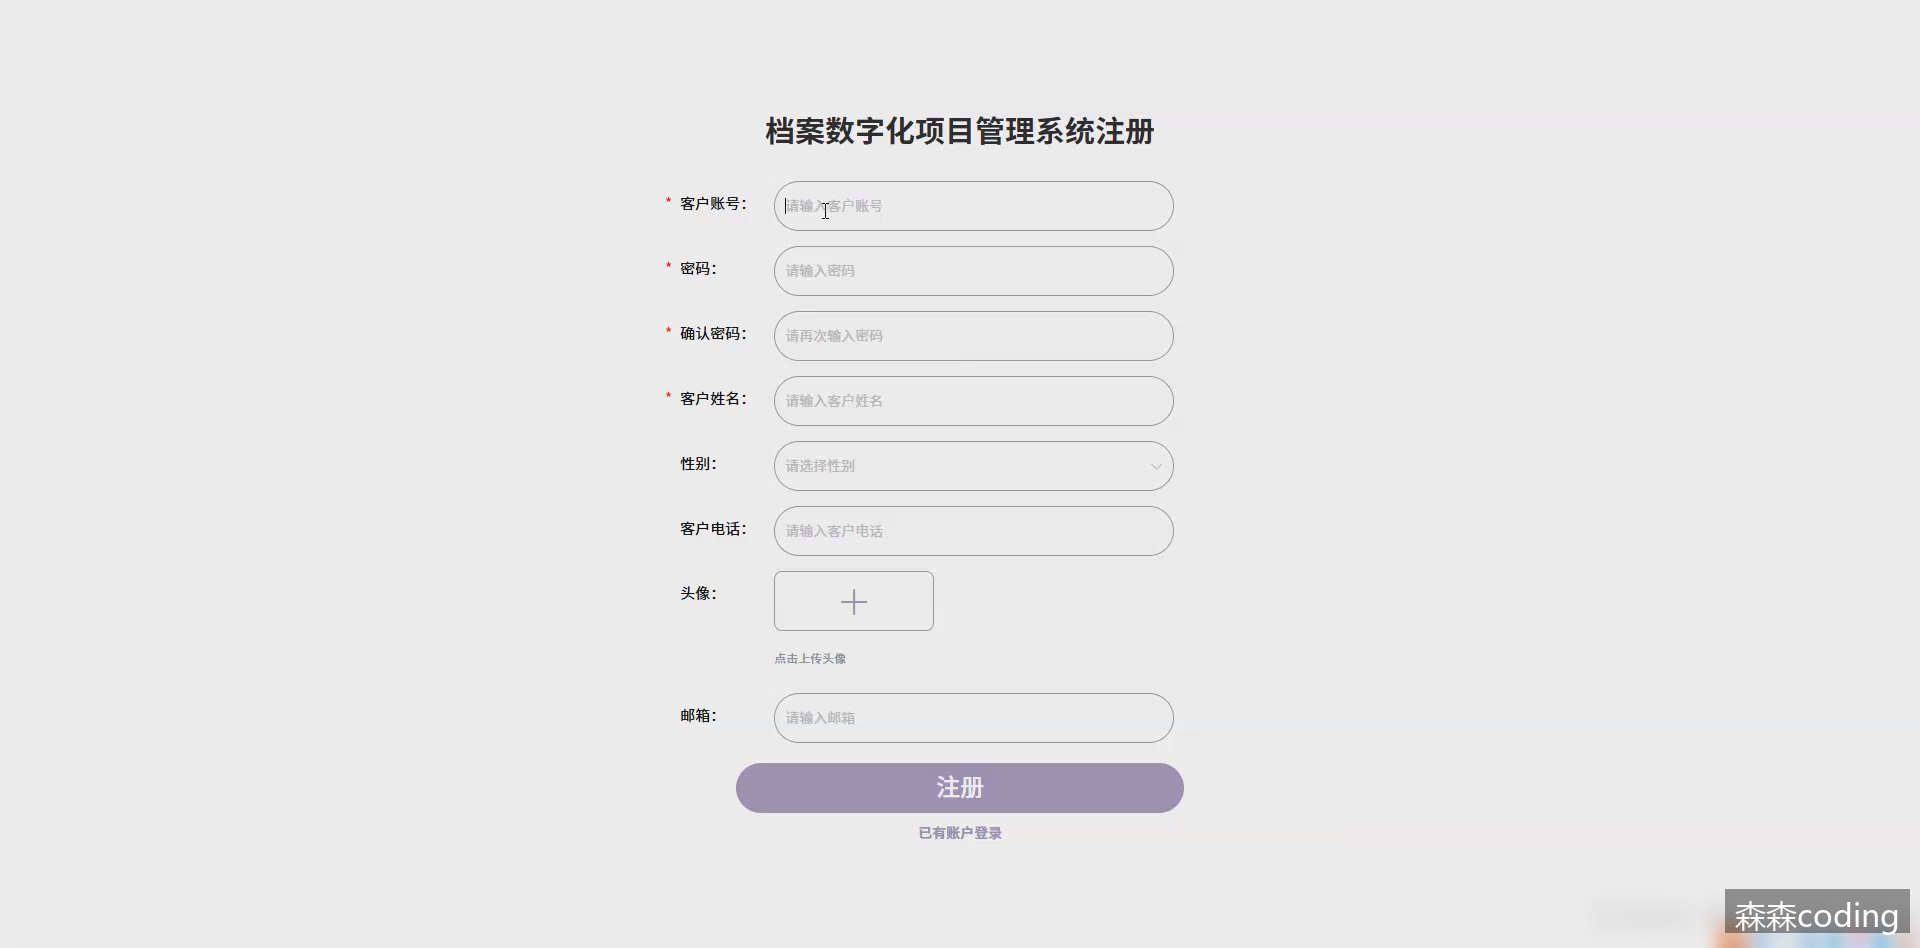 档案数字化项目管理系统注册
* 客户账号：
请输入客户账号
* 密码：
请输入密码
* 确认密码：
请再次输入密码
* 客户姓名：
请输入客户姓名
性别：
请选择性别
客户电话：
请输入客户电话
头像：
点击上传头像
邮箱：
请输入邮箱
注册
已有账户登录
森森coding